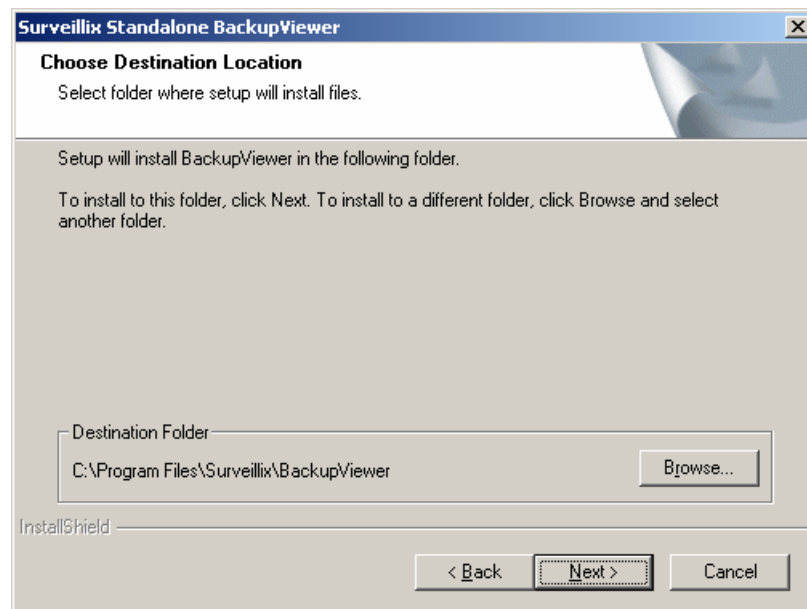 Surveillix Standalone BackupViewer
Choose Destination Location
Select folder where setup will install files.
Setup will install BackupViewer in the following folder.
To install to this folder, click Next. To install to a different folder, click Browse and select
another folder.
Destination Folder
C:\Program Files\Surveillix\BackupViewer
Browse...
InstallShield
< Back
Next >
Cancel